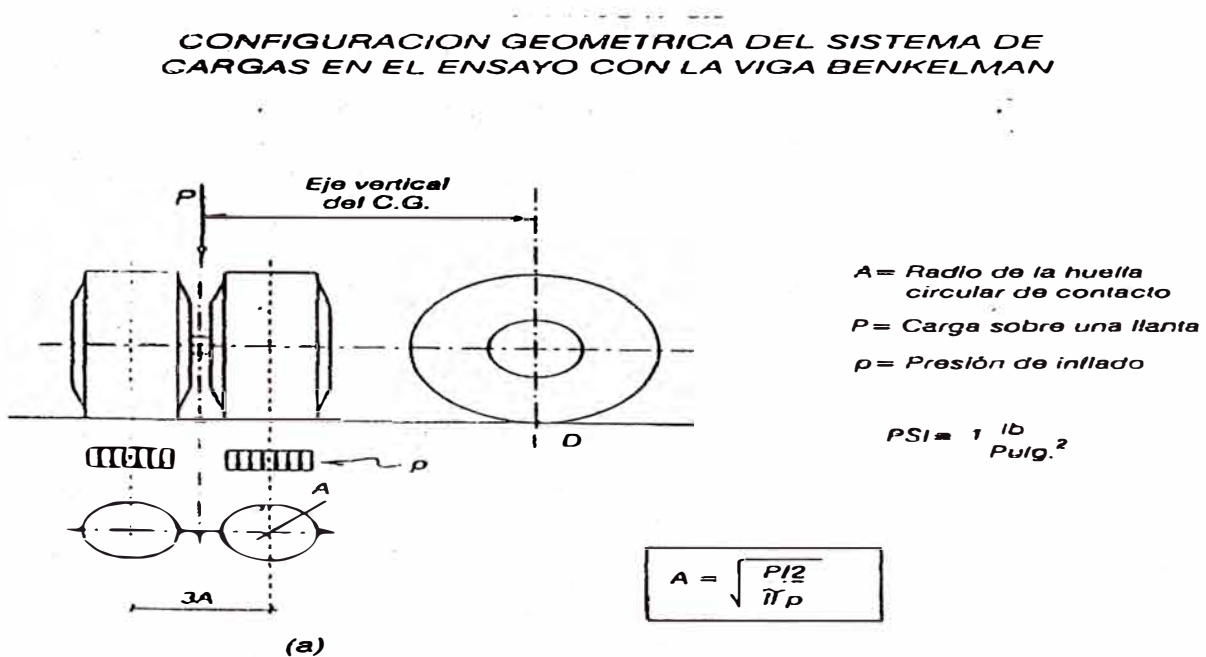 CONFIGURACION GEOMETRICA DEL SISTEMA DE
CARGAS EN EL ENSAYO CON LA VIGA BENKELMAN
P
Eje vertical
del C.G.
A= Radio de la huella
circular de contacto
P= Carga sobre una llanta
p= Presión de inflado
PSI= 1 lb
Pulg.²
D
p
A
3A
A = √ P/2
π p
(a)